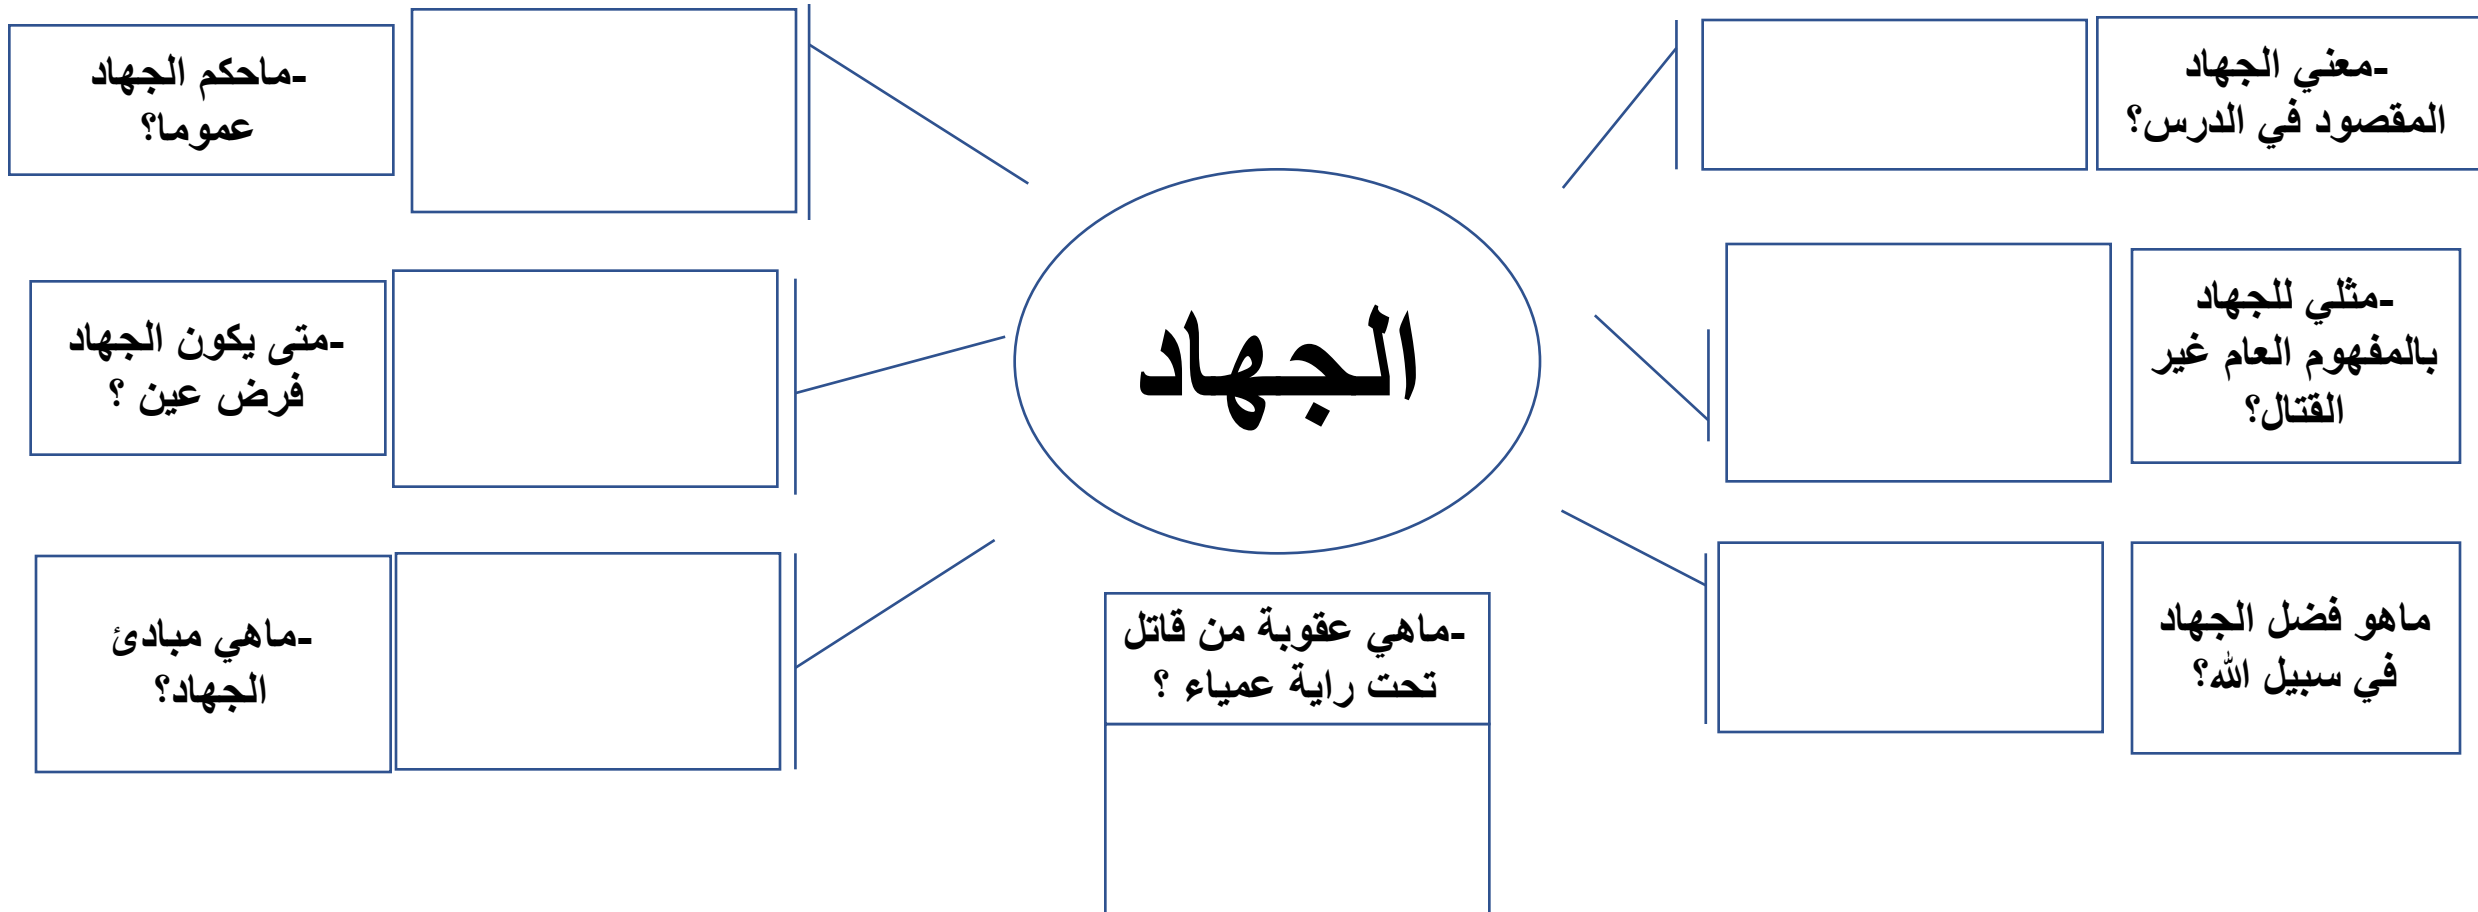 -معني الجهاد
المقصود في الدرس؟
-مثلي للجهاد
بالمفهوم العام غير
القتال؟
ماهو فضل الجهاد
في سبيل الله؟
الجهاد
-ماهي عقوبة من قاتل
تحت راية عمياء ؟
-ماحكم الجهاد
عموما؟
-متى يكون الجهاد
فرض عين ؟
-ماهي مبادئ
الجهاد؟